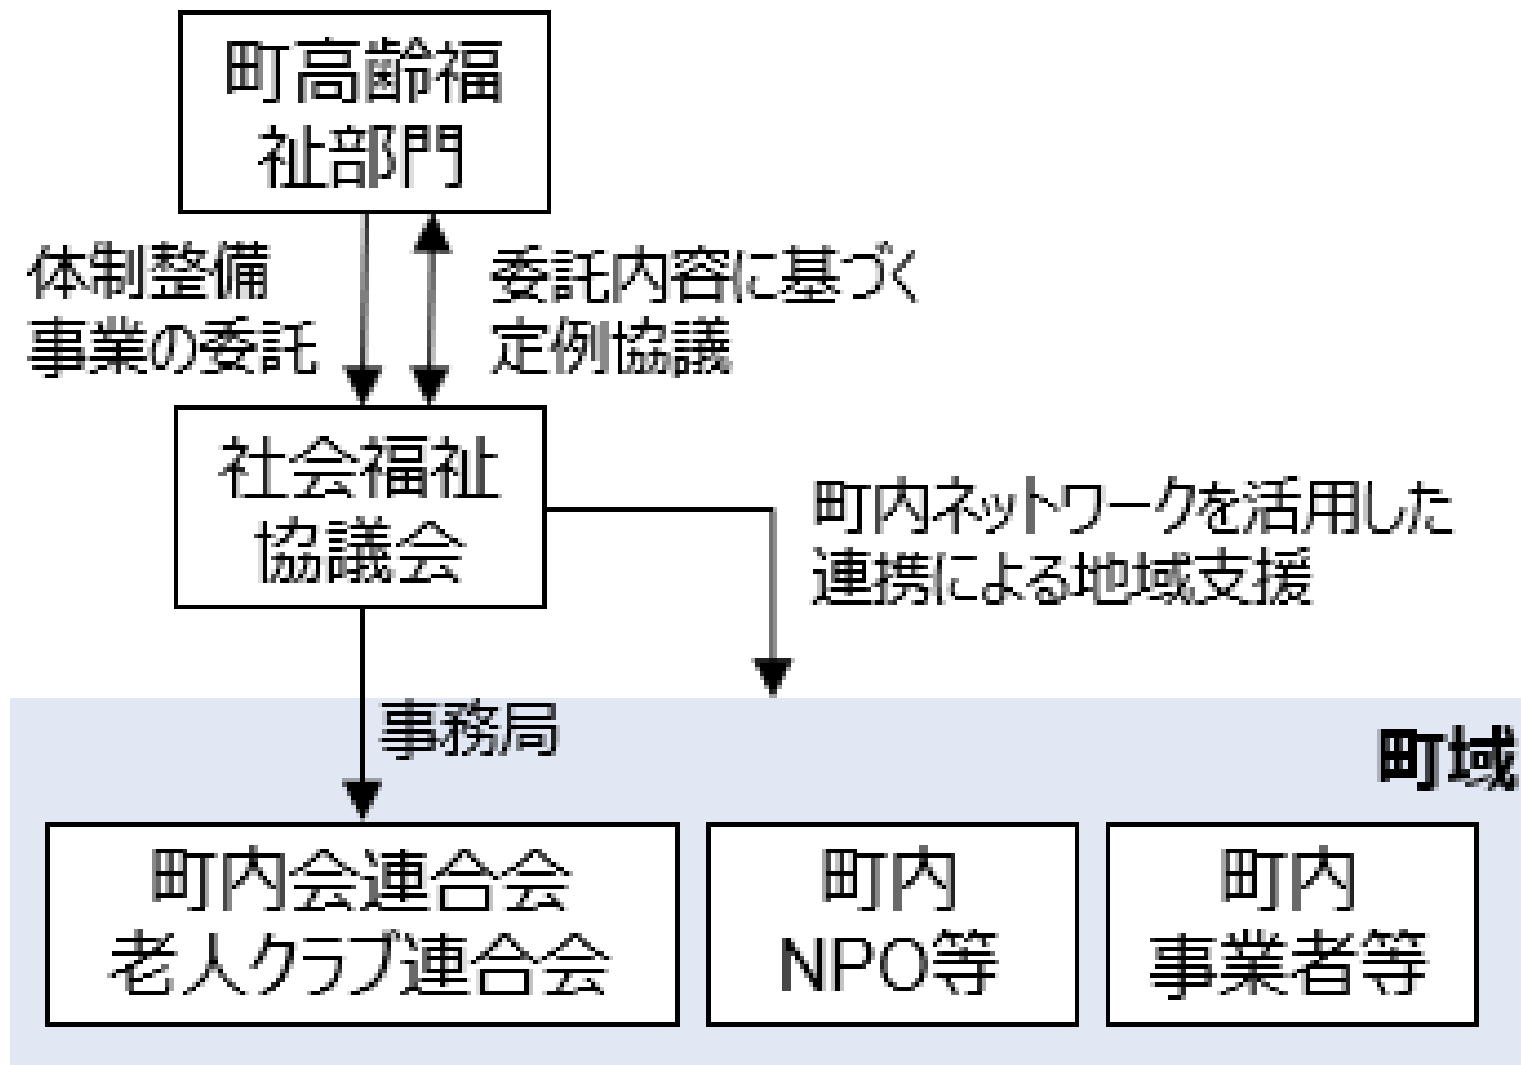 町高齢福
祉部門
体制整備
事業の委託
委託内容に基づく
定例協議
社会福祉
協議会
町内ネットワークを活用した
連携による地域支援
事務局
町域
町内会連合会
老人クラブ連合会
町内
NPO等
町内
事業者等